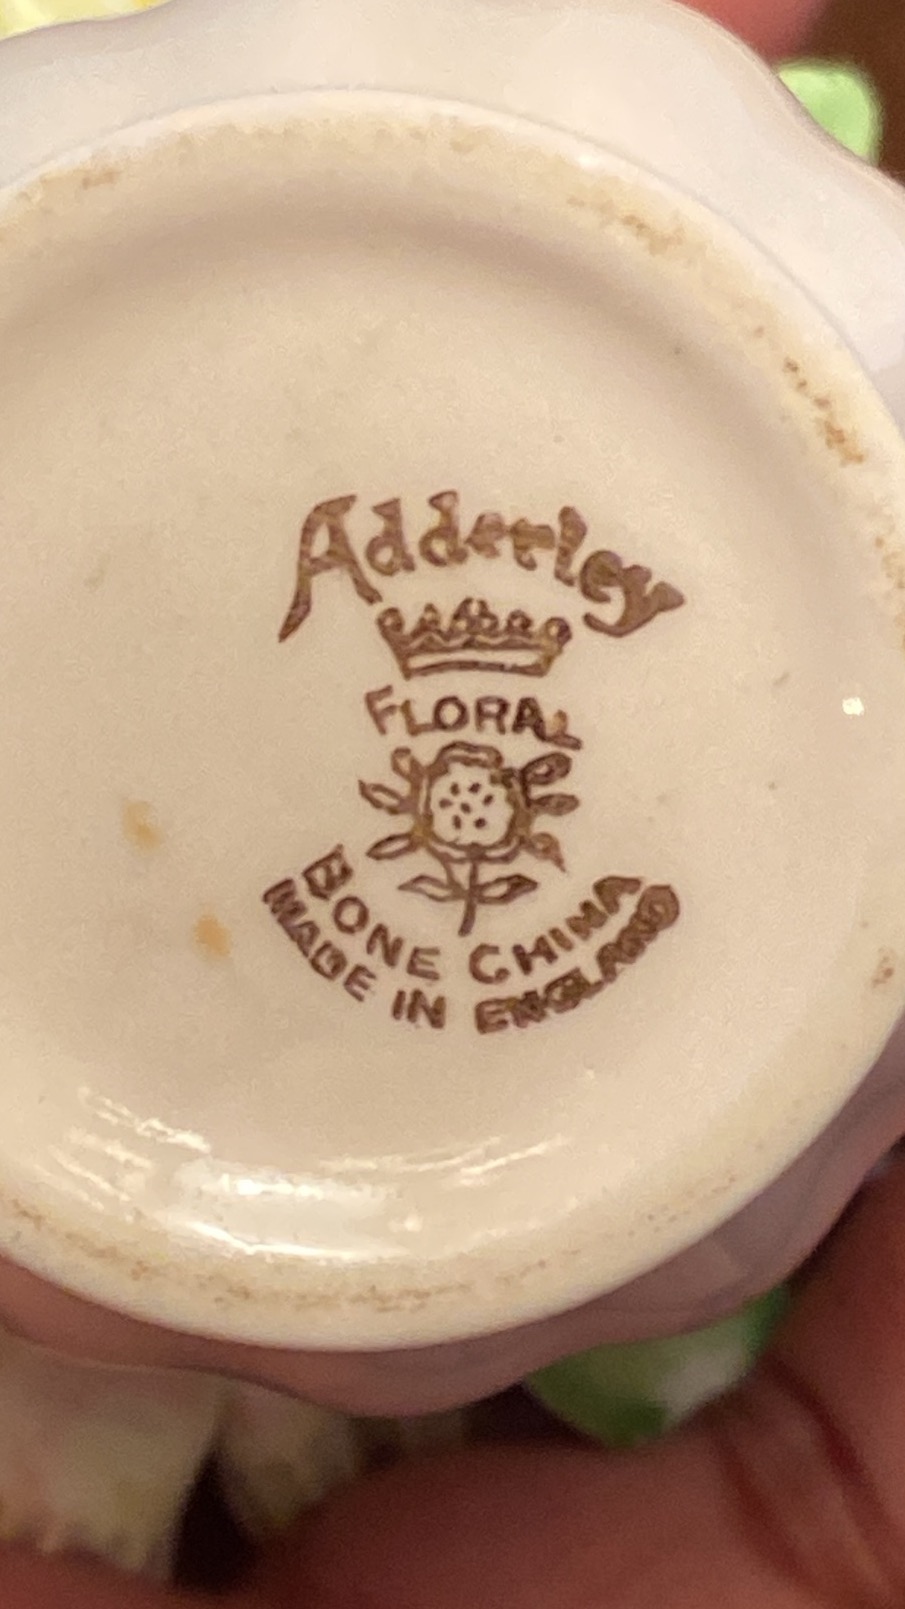 Adderley
FLORAL
BONE CHINA
MADE IN ENGLAND